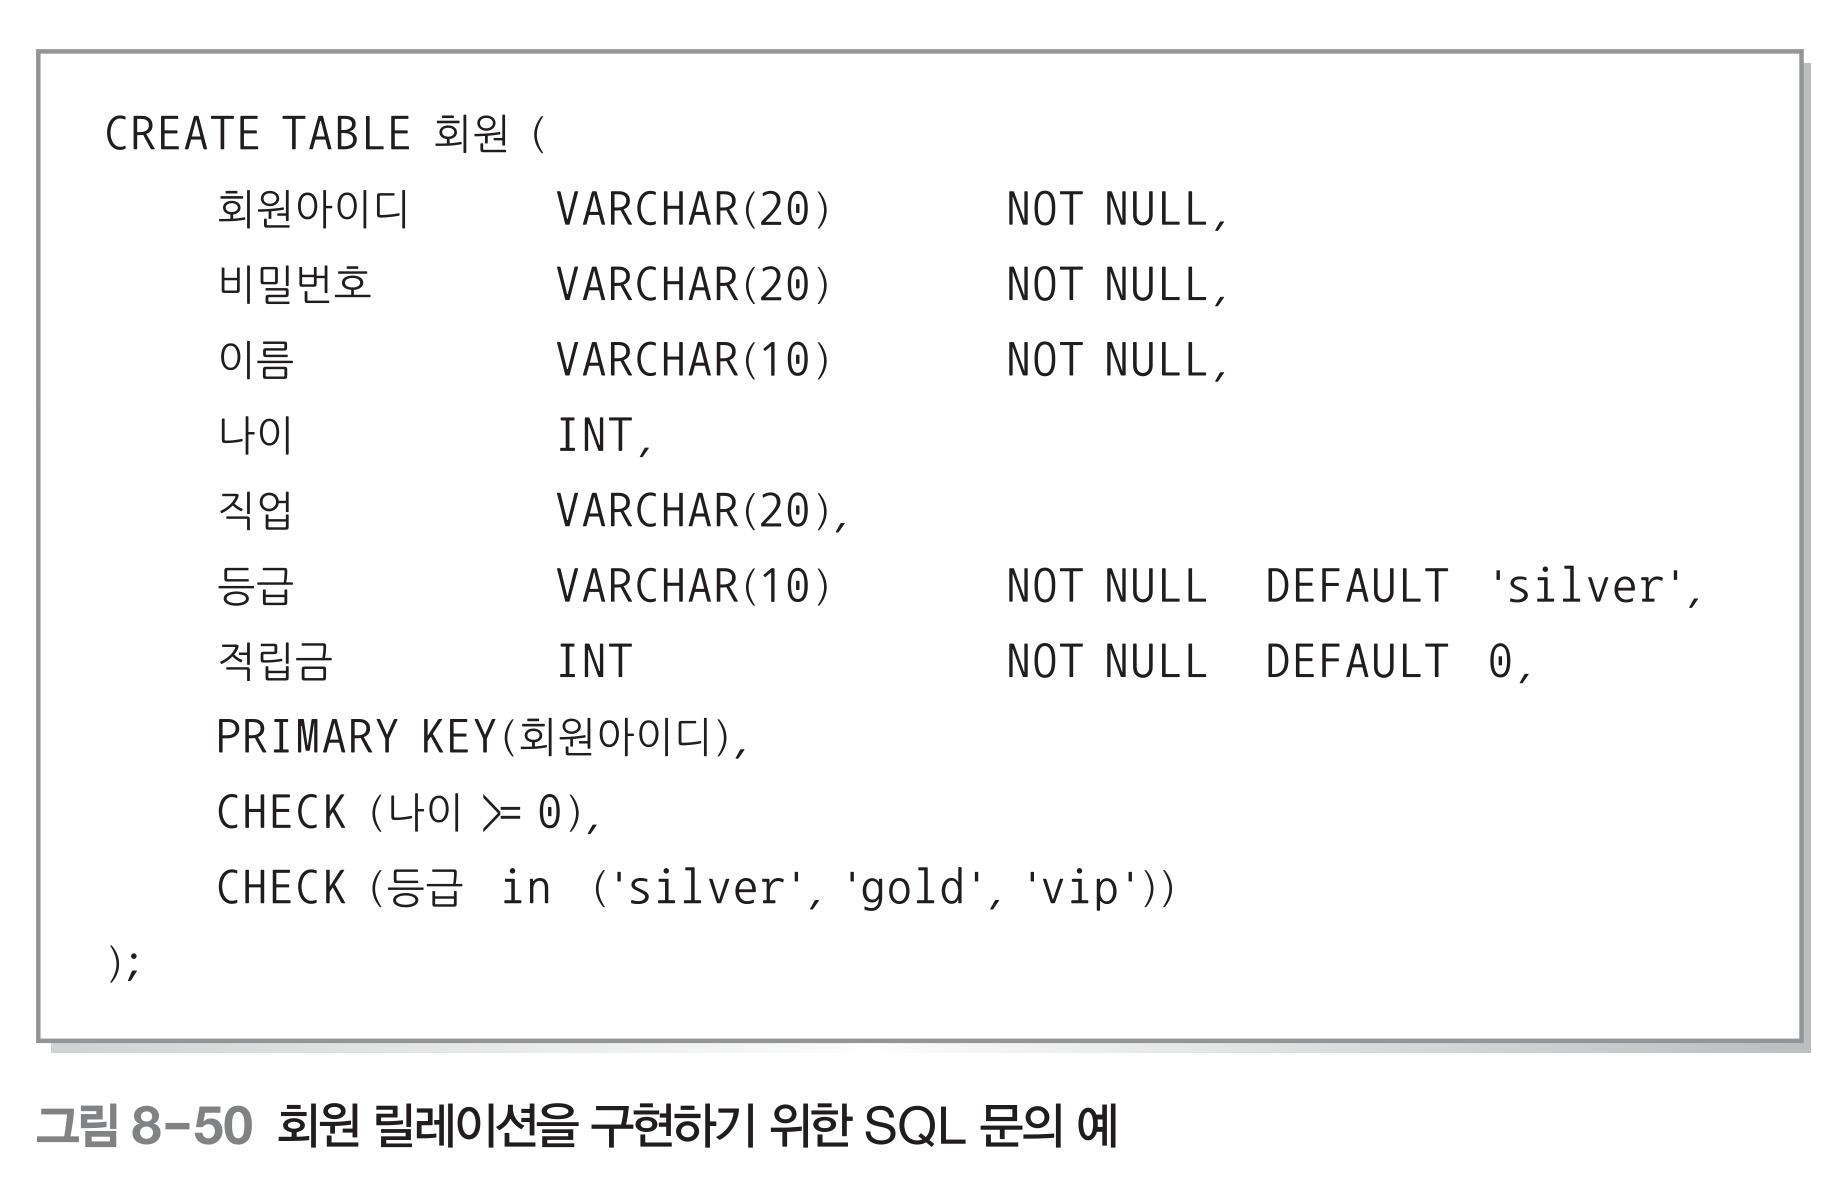 CREATE TABLE 회원 (
회원아이디 VARCHAR(20) NOT NULL,
비밀번호 VARCHAR(20) NOT NULL,
이름 VARCHAR(10) NOT NULL,
나이 INT,
직업 VARCHAR(20),
등급 VARCHAR(10) NOT NULL DEFAULT 'silver',
적립금 INT NOT NULL DEFAULT 0,
PRIMARY KEY(회원아이디),
CHECK (나이 >= 0),
CHECK (등급 in ('silver', 'gold', 'vip'))
);
그림 8-50 회원 릴레이션을 구현하기 위한 SQL 문의 예